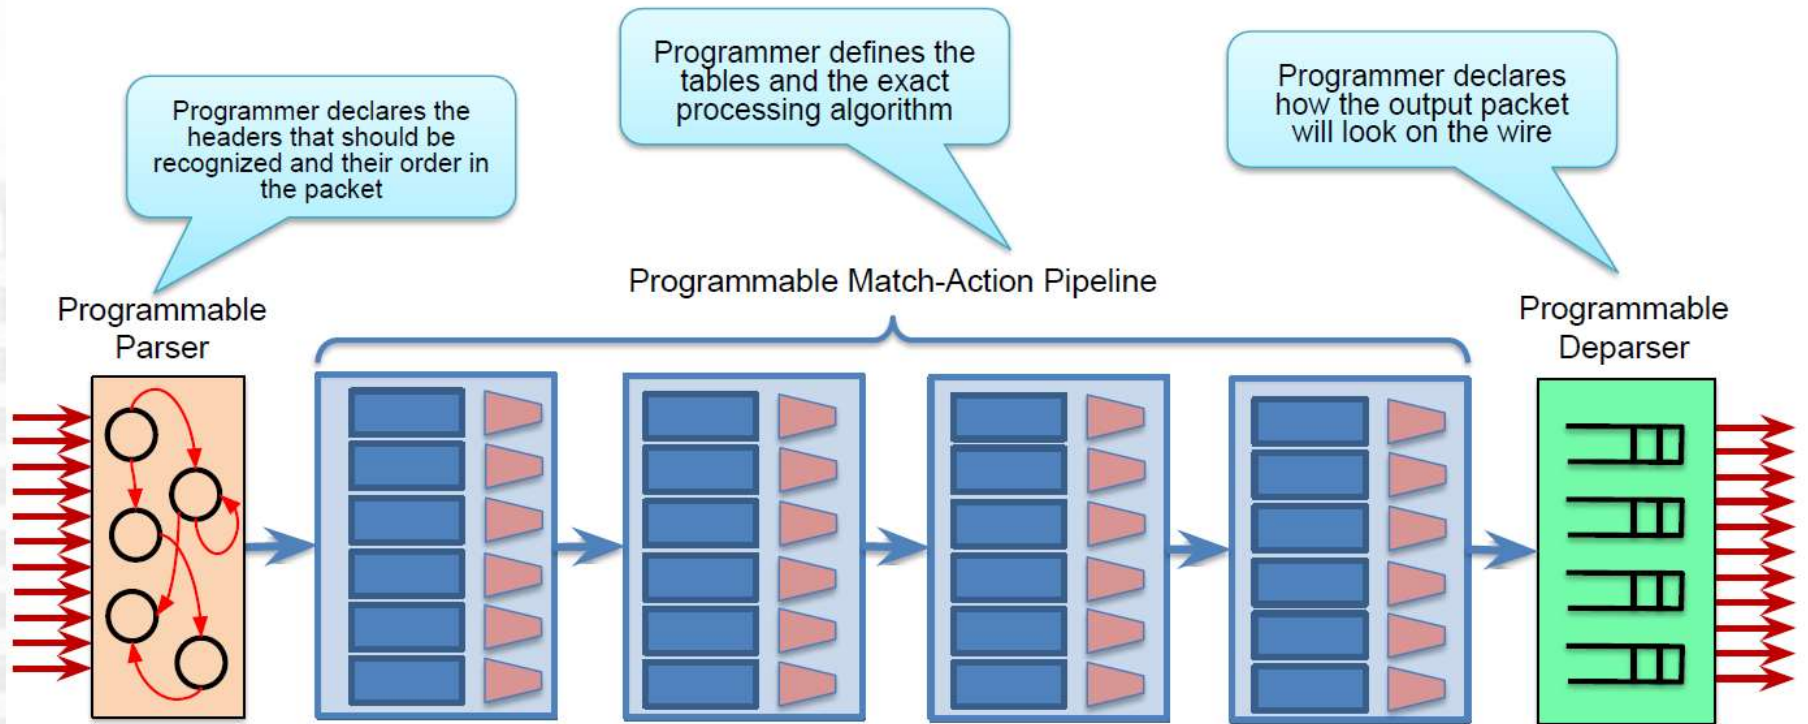 Programmer declares the
headers that should be
recognized and their order in
the packet
Programmer defines the
tables and the exact
processing algorithm
Programmer declares
how the output packet
will look on the wire
Programmable Match-Action Pipeline
Programmable
Parser
Programmable
Deparser